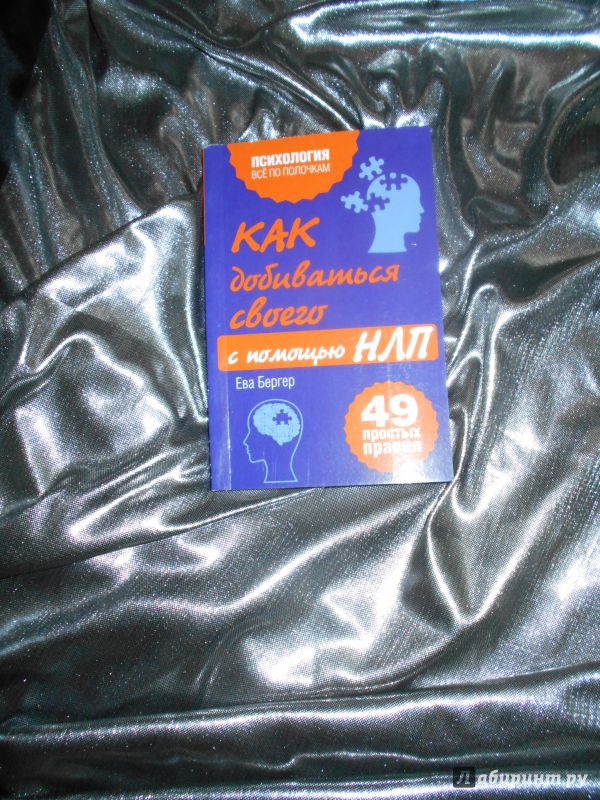 ПСИХОЛОГИЯ
ВСЁ ПО ПОЛОЧКАМ
КАК
добиваться
своего
с помощью НЛП
Ева Бергер
49
простых
правил
Лабиринт.ру